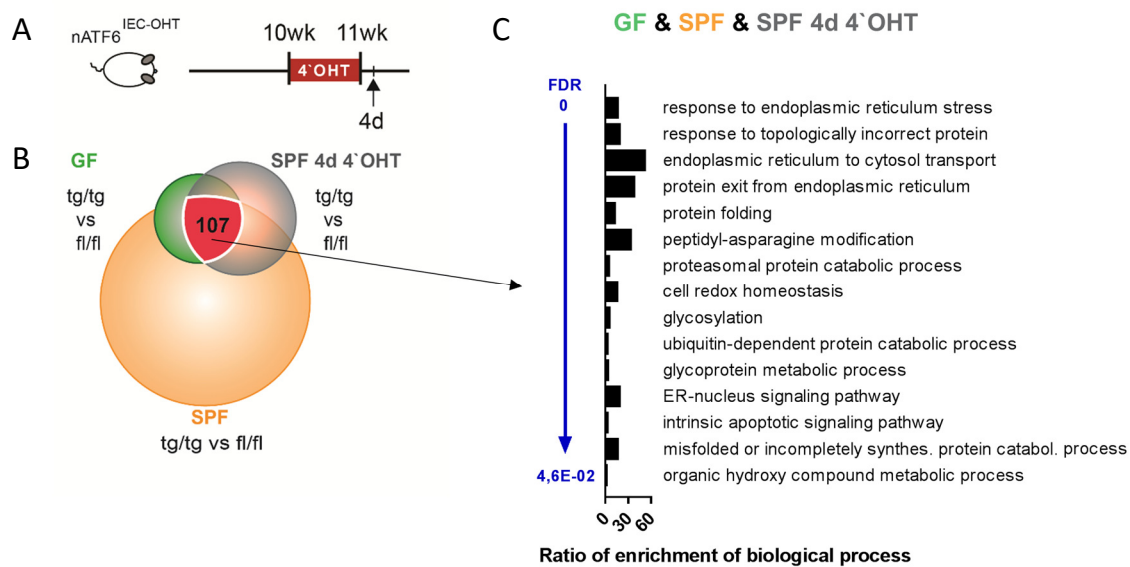 A
nATF6 IEC-OHT
10wk 11wk
4`OHT
4d
B
GF
tg/tg
vs
fl/fl
SPF 4d 4`OHT
tg/tg
vs
fl/fl
107
SPF
tg/tg vs fl/fl
C
GF & SPF & SPF 4d 4`OHT
FDR
0
4,6E-02
response to endoplasmic reticulum stress
response to topologically incorrect protein
endoplasmic reticulum to cytosol transport
protein exit from endoplasmic reticulum
protein folding
peptidyl-asparagine modification
proteasomal protein catabolic process
cell redox homeostasis
glycosylation
ubiquitin-dependent protein catabolic process
glycoprotein metabolic process
ER-nucleus signaling pathway
intrinsic apoptotic signaling pathway
misfolded or incompletely synthes. protein catabol. process
organic hydroxy compound metabolic process
0 30 60
Ratio of enrichment of biological process